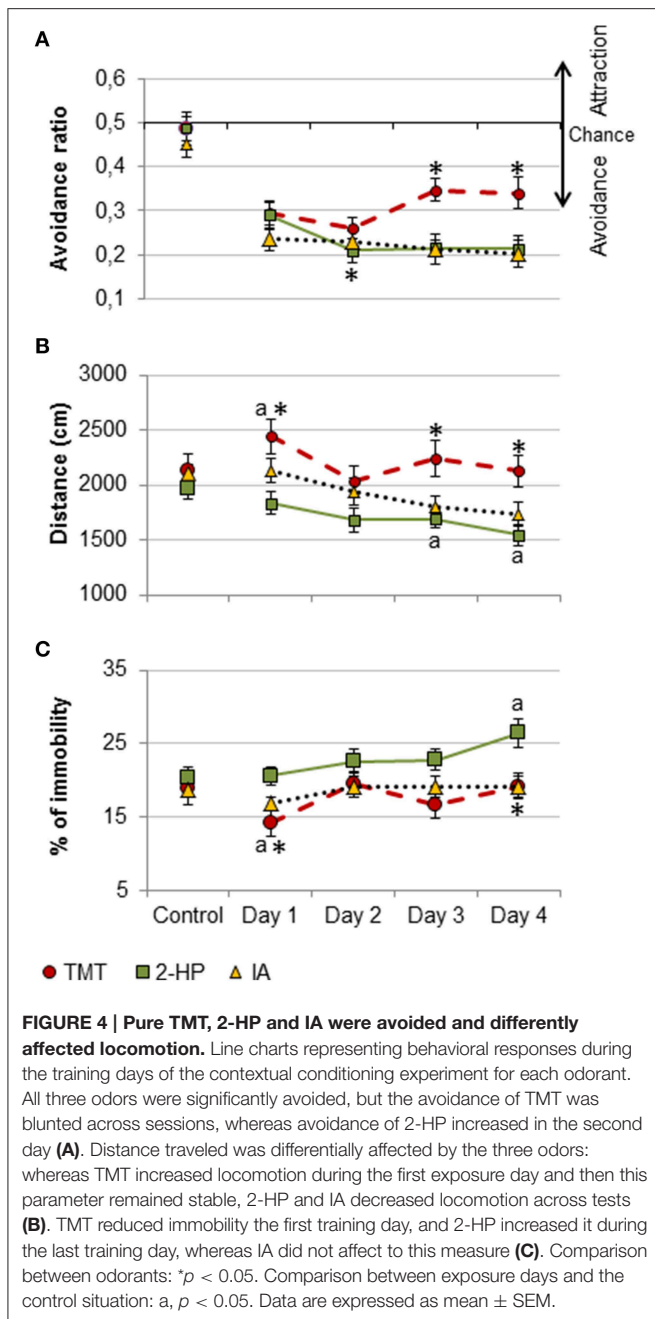 A
Avoidance ratio
0,6
0,5
0,4
0,3
0,2
0,1
* *
*
Attraction
Chance
Avoidance
B
Distance (cm)
3000
2500
2000
1500
1000
a * * *
a a
C
% of immobility
35
25
15
5
a
a * *
Control Day 1 Day 2 Day 3 Day 4
TMT 2-HP IA
FIGURE 4 | Pure TMT, 2-HP and IA were avoided and differently
affected locomotion. Line charts representing behavioral responses during
the training days of the contextual conditioning experiment for each odorant.
All three odors were significantly avoided, but the avoidance of TMT was
blunted across sessions, whereas avoidance of 2-HP increased in the second
day (A). Distance traveled was differentially affected by the three odors:
whereas TMT increased locomotion during the first exposure day and then this
parameter remained stable, 2-HP and IA decreased locomotion across tests
(B). TMT reduced immobility the first training day, and 2-HP increased it during
the last training day, whereas IA did not affect to this measure (C). Comparison
between odorants: *p < 0.05. Comparison between exposure days and the
control situation: a, p < 0.05. Data are expressed as mean ± SEM.